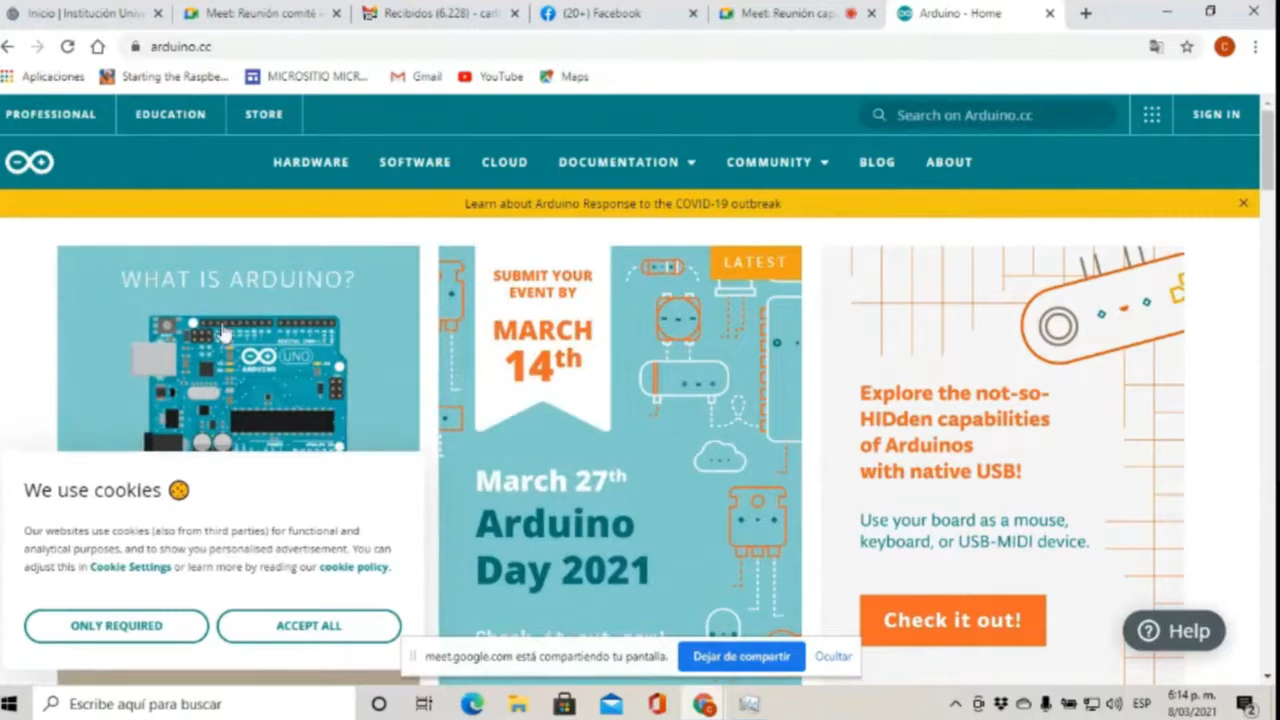 Inicio | Institución Univ
Meet: Reunión comité -
Recibidos (6.228) - car
(20+) Facebook
Meet: Reunión cap
Arduino - Home
arduino.cc
Aplicaciones
Starting the Raspbe...
MICROSITIO MICR...
Gmail
YouTube
Maps
PROFESSIONAL
EDUCATION
STORE
Search on Arduino.cc
SIGN IN
HARDWARE
SOFTWARE
CLOUD
DOCUMENTATION
COMMUNITY
BLOG
ABOUT
Learn about Arduino Response to the COVID-19 outbreak
WHAT IS ARDUINO?
UNO
ARDUINO
We use cookies
Our websites use cookies (also from third parties) for functional and
analytical purposes, and to show you personalised advertisement. You can
adjust this in Cookie Settings or learn more by reading our cookie policy.
ONLY REQUIRED
ACCEPT ALL
LATEST
SUBMIT YOUR
EVENT BY
MARCH
14th
March 27th
Arduino
Day 2021
Check it out now!
Explore the not-so-
HIDden capabilities
of Arduinos
with native USB!
Use your board as a mouse,
keyboard, or USB-MIDI device.
Check it out!
Help
meet.google.com está compartiendo tu pantalla.
Dejar de compartir
Ocultar
Escribe aquí para buscar
ESP
6:14 p. m.
8/03/2021
2